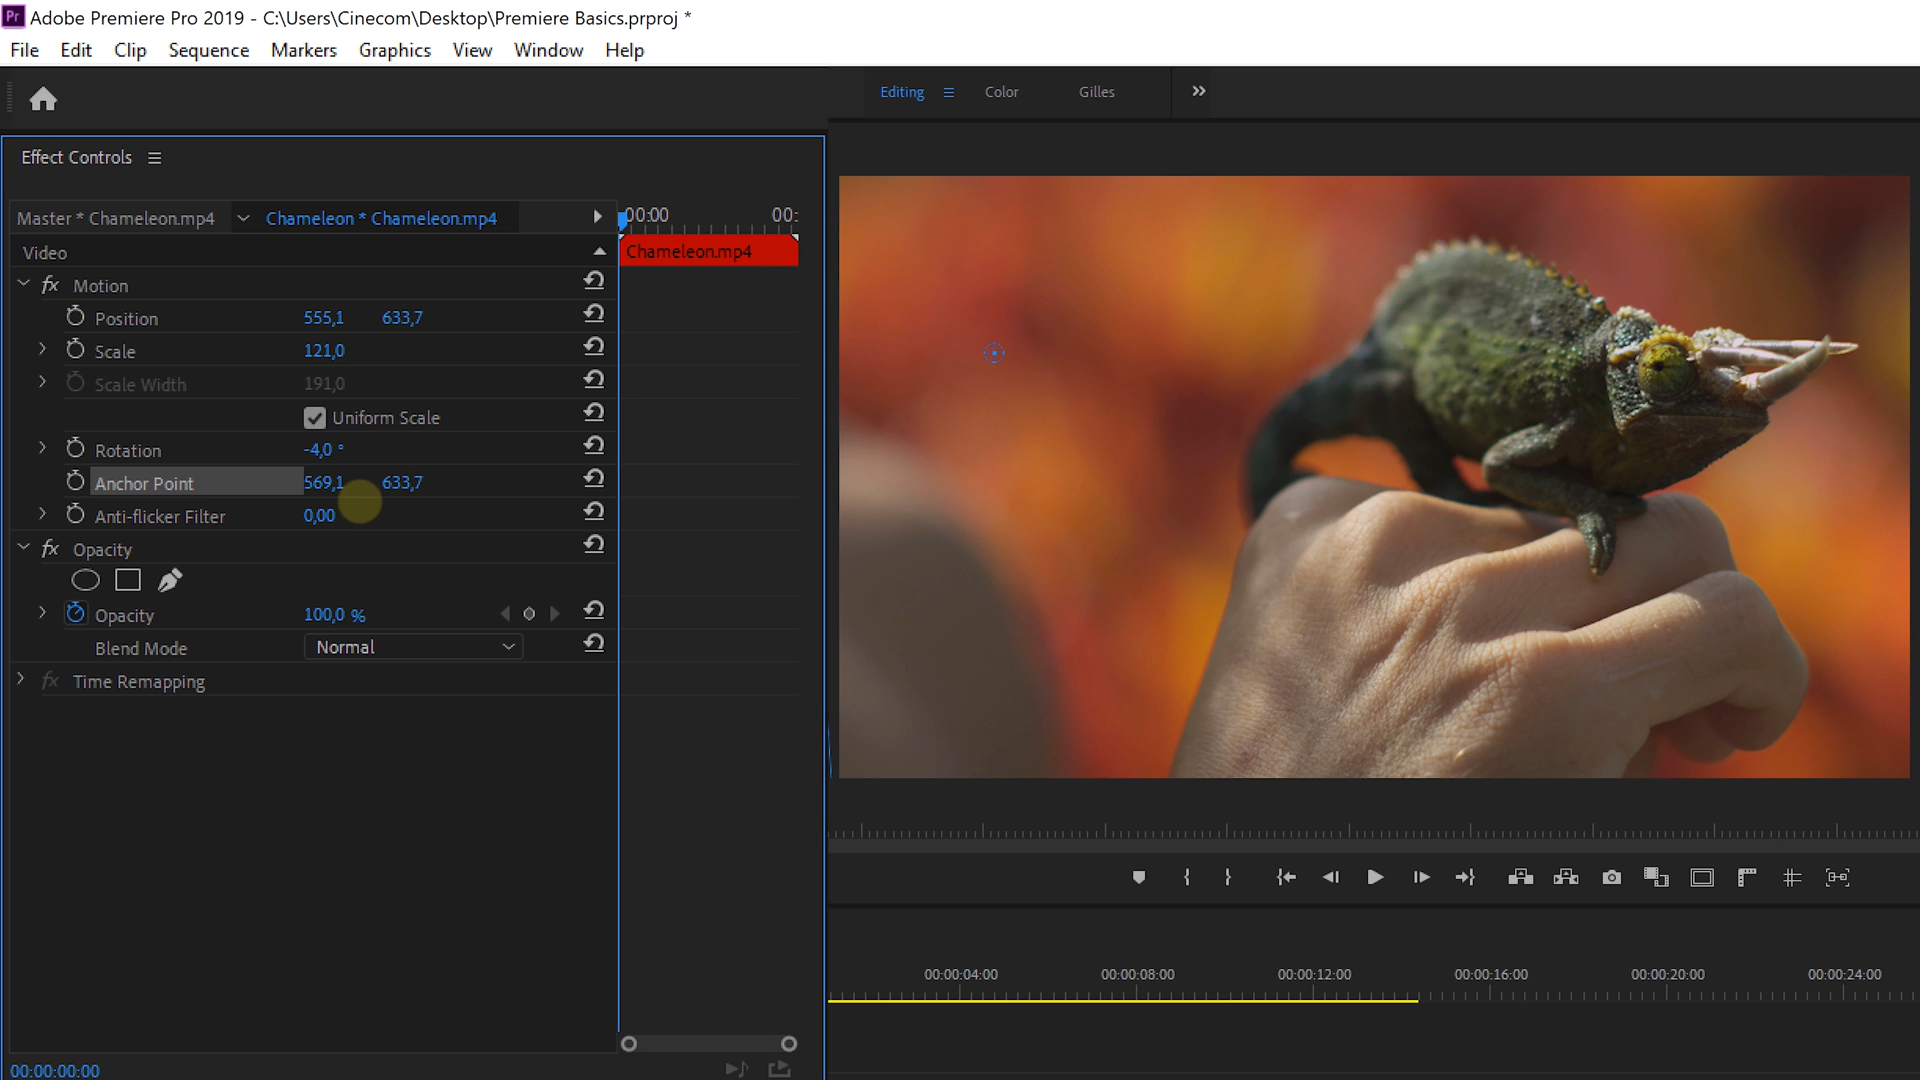 Pr Adobe Premiere Pro 2019 - C:\Users\Cinecom\Desktop\Premiere Basics.prproj *
File Edit Clip Sequence Markers Graphics View Window Help
Editing Color Gilles
Effect Controls
Master * Chameleon.mp4 Chameleon * Chameleon.mp4 00:00 00:
Video Chameleon.mp4
fx Motion
Position 555,1 633,7
Scale 121,0
Scale Width 191,0
Uniform Scale
Rotation -4,0 °
Anchor Point 569,1 633,7
Anti-flicker Filter 0,00
fx Opacity
Opacity 100,0 %
Blend Mode Normal
fx Time Remapping
00:00:04:00 00:00:08:00 00:00:12:00 00:00:16:00 00:00:20:00 00:00:24:00
00:00:00:00